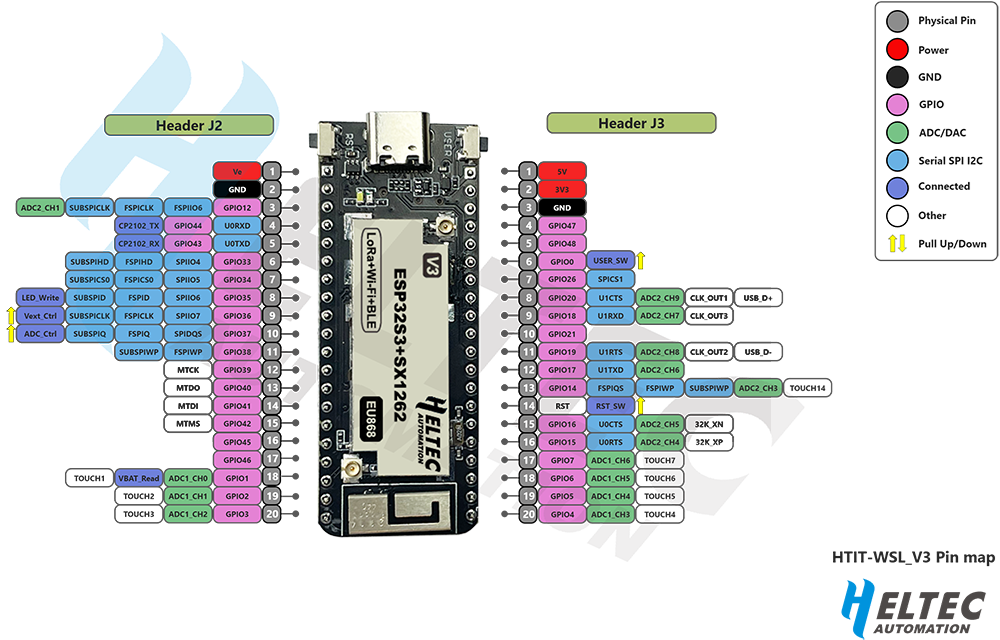 Physical Pin
Power
GND
GPIO
ADC/DAC
Serial SPI I2C
Connected
Other
Pull Up/Down
Header J2
Ve 1
GND 2
ADC2_CH1 SUBSPICLK FSPICLK FSPIIO6 GPIO12 3
CP2102_TX GPIO44 U0RXD 4
CP2102_RX GPIO43 U0TXD 5
SUBSPIHD FSPIHD SPIIO4 GPIO33 6
SUBSPICS0 FSPICS0 SPIIO5 GPIO34 7
LED_Write SUBSPID FSPID SPIIO6 GPIO35 8
Vext_Ctrl SUBSPICLK FSPICLK SPIIO7 GPIO36 9
ADC_Ctrl SUBSPIQ FSPIQ SPIDQS GPIO37 10
SUBSPIWP FSPIWP GPIO38 11
MTCK GPIO39 12
MTDO GPIO40 13
MTDI GPIO41 14
MTMS GPIO42 15
GPIO45 16
GPIO46 17
TOUCH1 VBAT_Read ADC1_CH0 GPIO1 18
TOUCH2 ADC1_CH1 GPIO2 19
TOUCH3 ADC1_CH2 GPIO3 20
RST
USER
V3
LoRa+Wi-Fi+BLE
ESP32S3+SX1262
EU868
HELTEC
AUTOMATION
Header J3
1 5V
2 3V3
3 GND
4 GPIO47
5 GPIO48
6 GPIO0 USER_SW
7 GPIO26 SPICS1
8 GPIO20 U1CTS ADC2_CH9 CLK_OUT1 USB_D+
9 GPIO18 U1RXD ADC2_CH7 CLK_OUT3
10 GPIO21
11 GPIO19 U1RTS ADC2_CH8 CLK_OUT2 USB_D-
12 GPIO17 U1TXD ADC2_CH6
13 GPIO14 FSPIQS FSPIWP SUBSPIWP ADC2_CH3 TOUCH14
14 RST RST_SW
15 GPIO16 U0CTS ADC2_CH5 32K_XN
16 GPIO15 U0RTS ADC2_CH4 32K_XP
17 GPIO7 ADC1_CH6 TOUCH7
18 GPIO6 ADC1_CH5 TOUCH6
19 GPIO5 ADC1_CH4 TOUCH5
20 GPIO4 ADC1_CH3 TOUCH4
HTIT-WSL_V3 Pin map
HELTEC
AUTOMATION